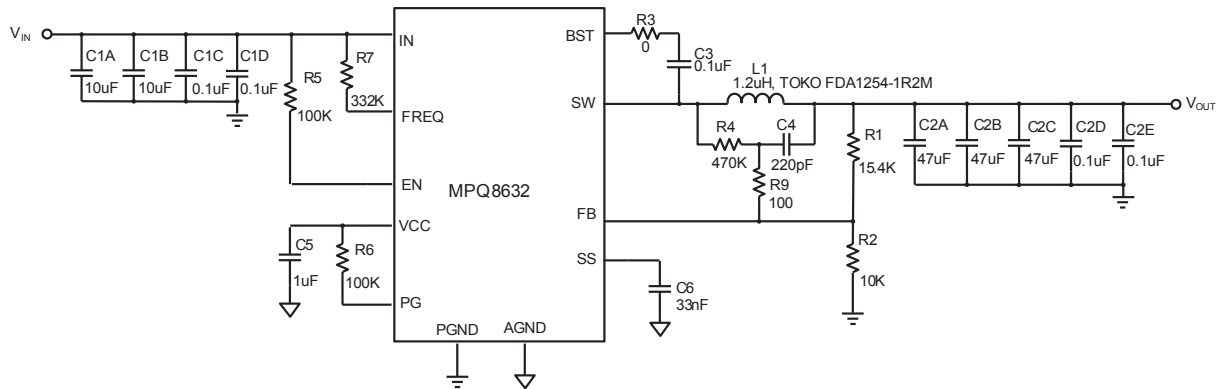 VIN
C1A
10uF
C1B
10uF
C1C
0.1uF
C1D
0.1uF
R5
100K
R7
332K
IN
FREQ
EN
VCC
PG
PGND
AGND
MPQ8632
BST
SW
FB
SS
C5
1uF
R6
100K
R3
0
C3
0.1uF
L1
1.2uH, TOKO FDA1254-1R2M
R4
470K
C4
220pF
R9
100
R1
15.4K
R2
10K
C6
33nF
C2A
47uF
C2B
47uF
C2C
47uF
C2D
0.1uF
C2E
0.1uF
VOUT